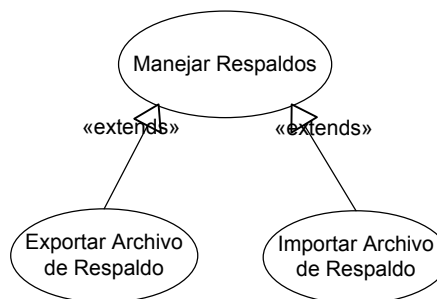 Manejar Respaldos
«extends» «extends»
Exportar Archivo
de Respaldo
Importar Archivo
de Respaldo